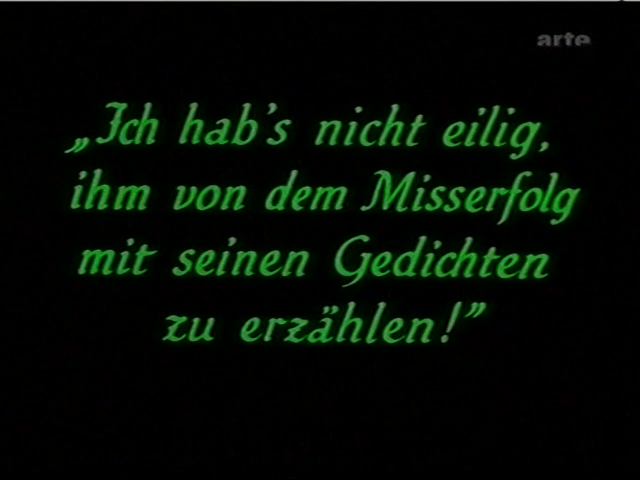 arte
„Ich hab's nicht eilig,
ihm von dem Misserfolg
mit seinen Gedichten
zu erzählen!”